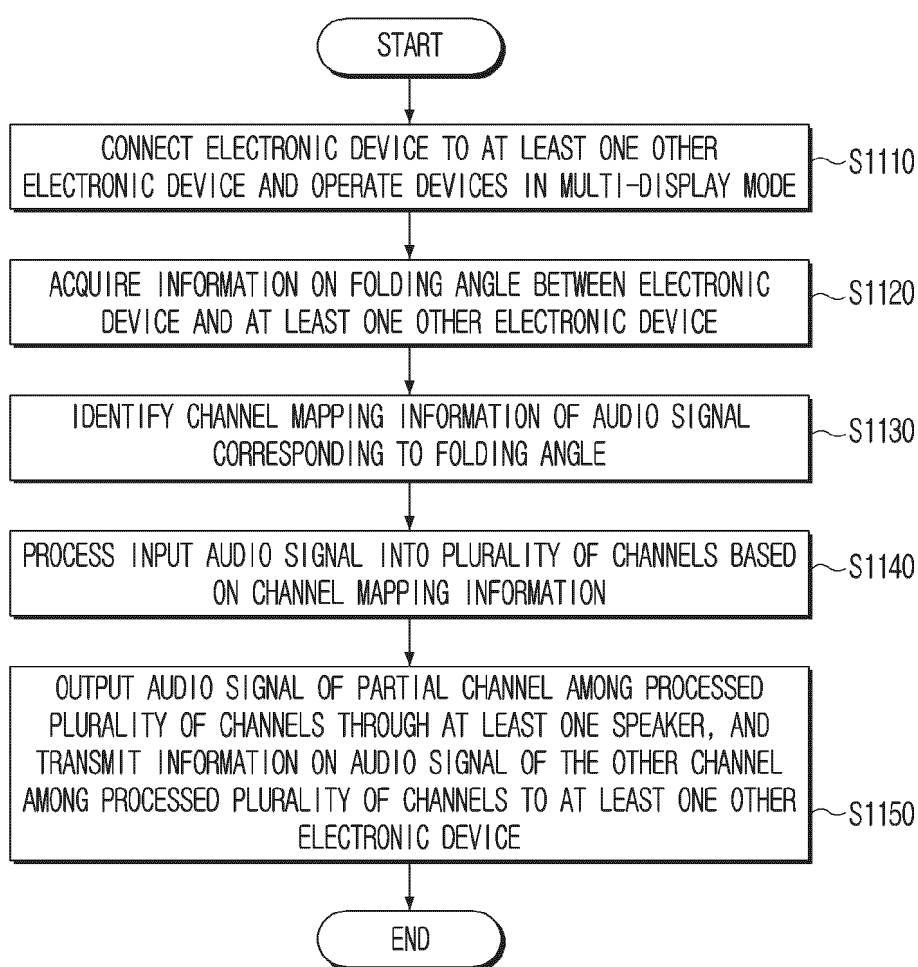 START
CONNECT ELECTRONIC DEVICE TO AT LEAST ONE OTHER
ELECTRONIC DEVICE AND OPERATE DEVICES IN MULTI-DISPLAY MODE
S1110
ACQUIRE INFORMATION ON FOLDING ANGLE BETWEEN ELECTRONIC
DEVICE AND AT LEAST ONE OTHER ELECTRONIC DEVICE
S1120
IDENTIFY CHANNEL MAPPING INFORMATION OF AUDIO SIGNAL
CORRESPONDING TO FOLDING ANGLE
S1130
PROCESS INPUT AUDIO SIGNAL INTO PLURALITY OF CHANNELS BASED
ON CHANNEL MAPPING INFORMATION
S1140
OUTPUT AUDIO SIGNAL OF PARTIAL CHANNEL AMONG PROCESSED
PLURALITY OF CHANNELS THROUGH AT LEAST ONE SPEAKER, AND
TRANSMIT INFORMATION ON AUDIO SIGNAL OF THE OTHER CHANNEL
AMONG PROCESSED PLURALITY OF CHANNELS TO AT LEAST ONE OTHER
ELECTRONIC DEVICE
S1150
END